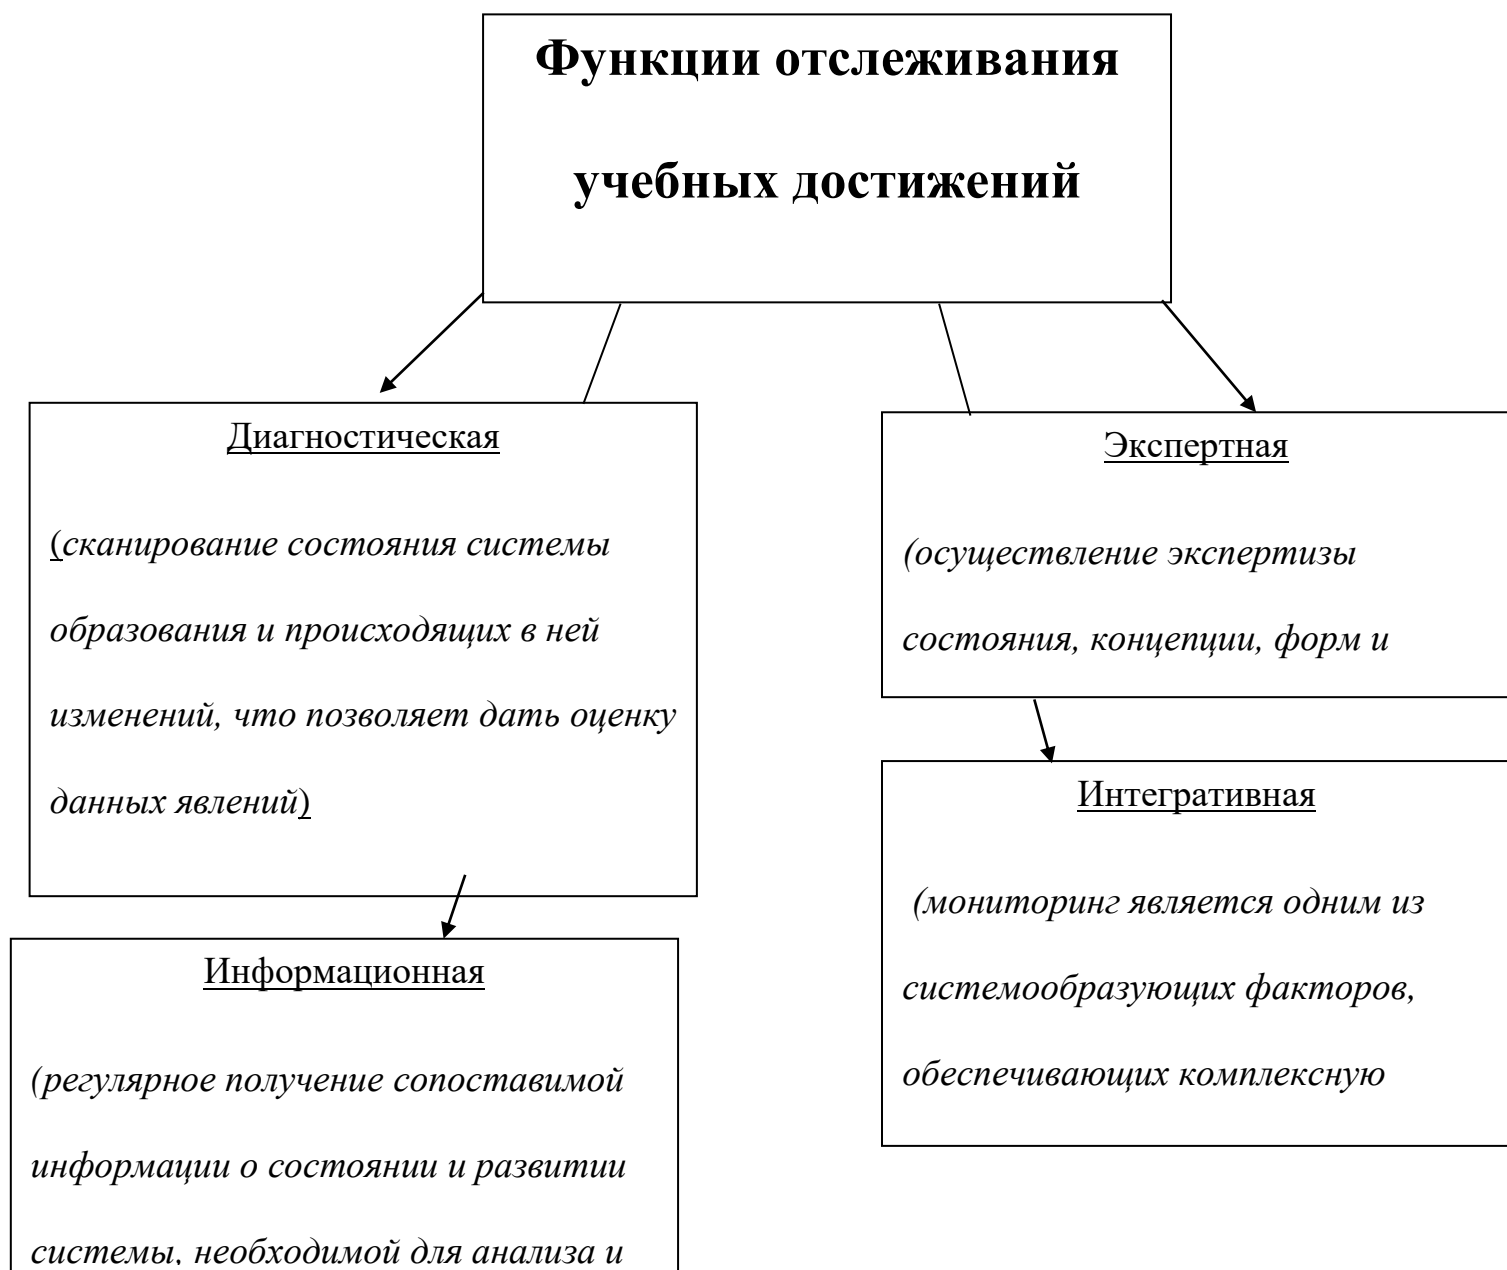 Функции отслеживания
учебных достижений
Диагностическая
(сканирование состояния системы
образования и происходящих в ней
изменений, что позволяет дать оценку
данных явлений)
Экспертная
(осуществление экспертизы
состояния, концепции, форм и
Интегративная
(мониторинг является одним из
системообразующих факторов,
обеспечивающих комплексную
Информационная
(регулярное получение сопоставимой
информации о состоянии и развитии
системы, необходимой для анализа и